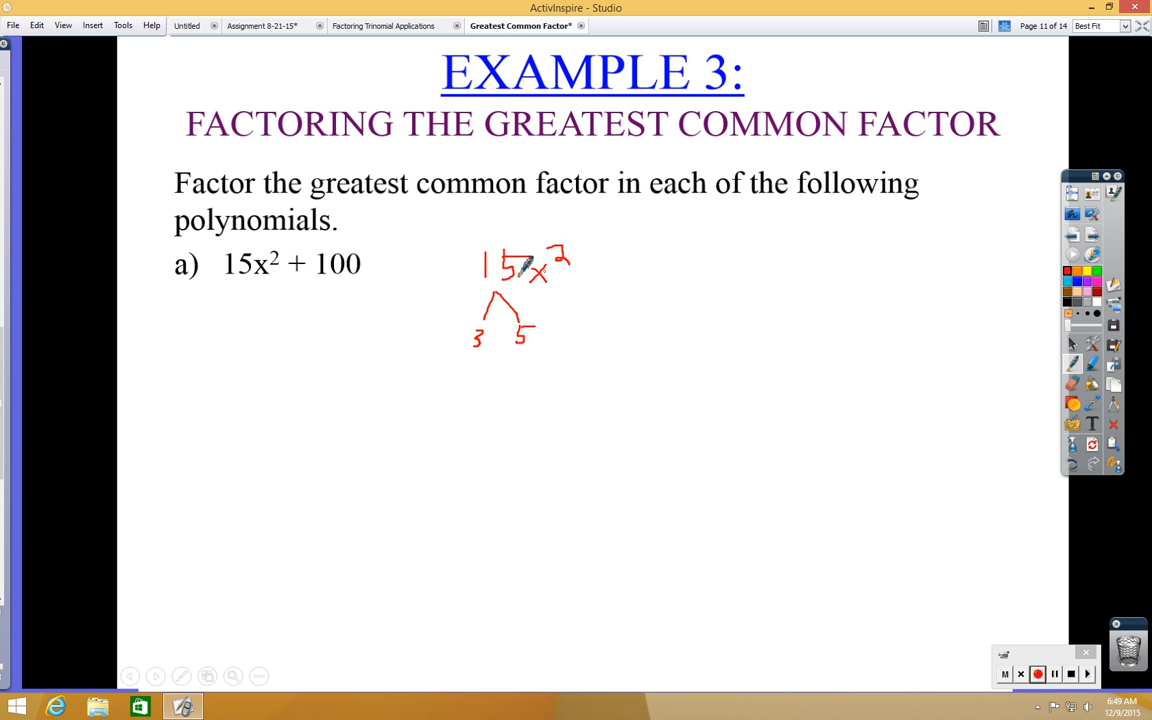 ActivInspire - Studio
File Edit View Insert Tools Help Untitled Assignment 8-21-15* Factoring Trinomial Applications Greatest Common Factor* Page 11 of 14 Best Fit
EXAMPLE 3:
FACTORING THE GREATEST COMMON FACTOR
Factor the greatest common factor in each of the following
polynomials.
a) 15x² + 100
15x²
3 5
T
M
6:49 AM
12/9/2015